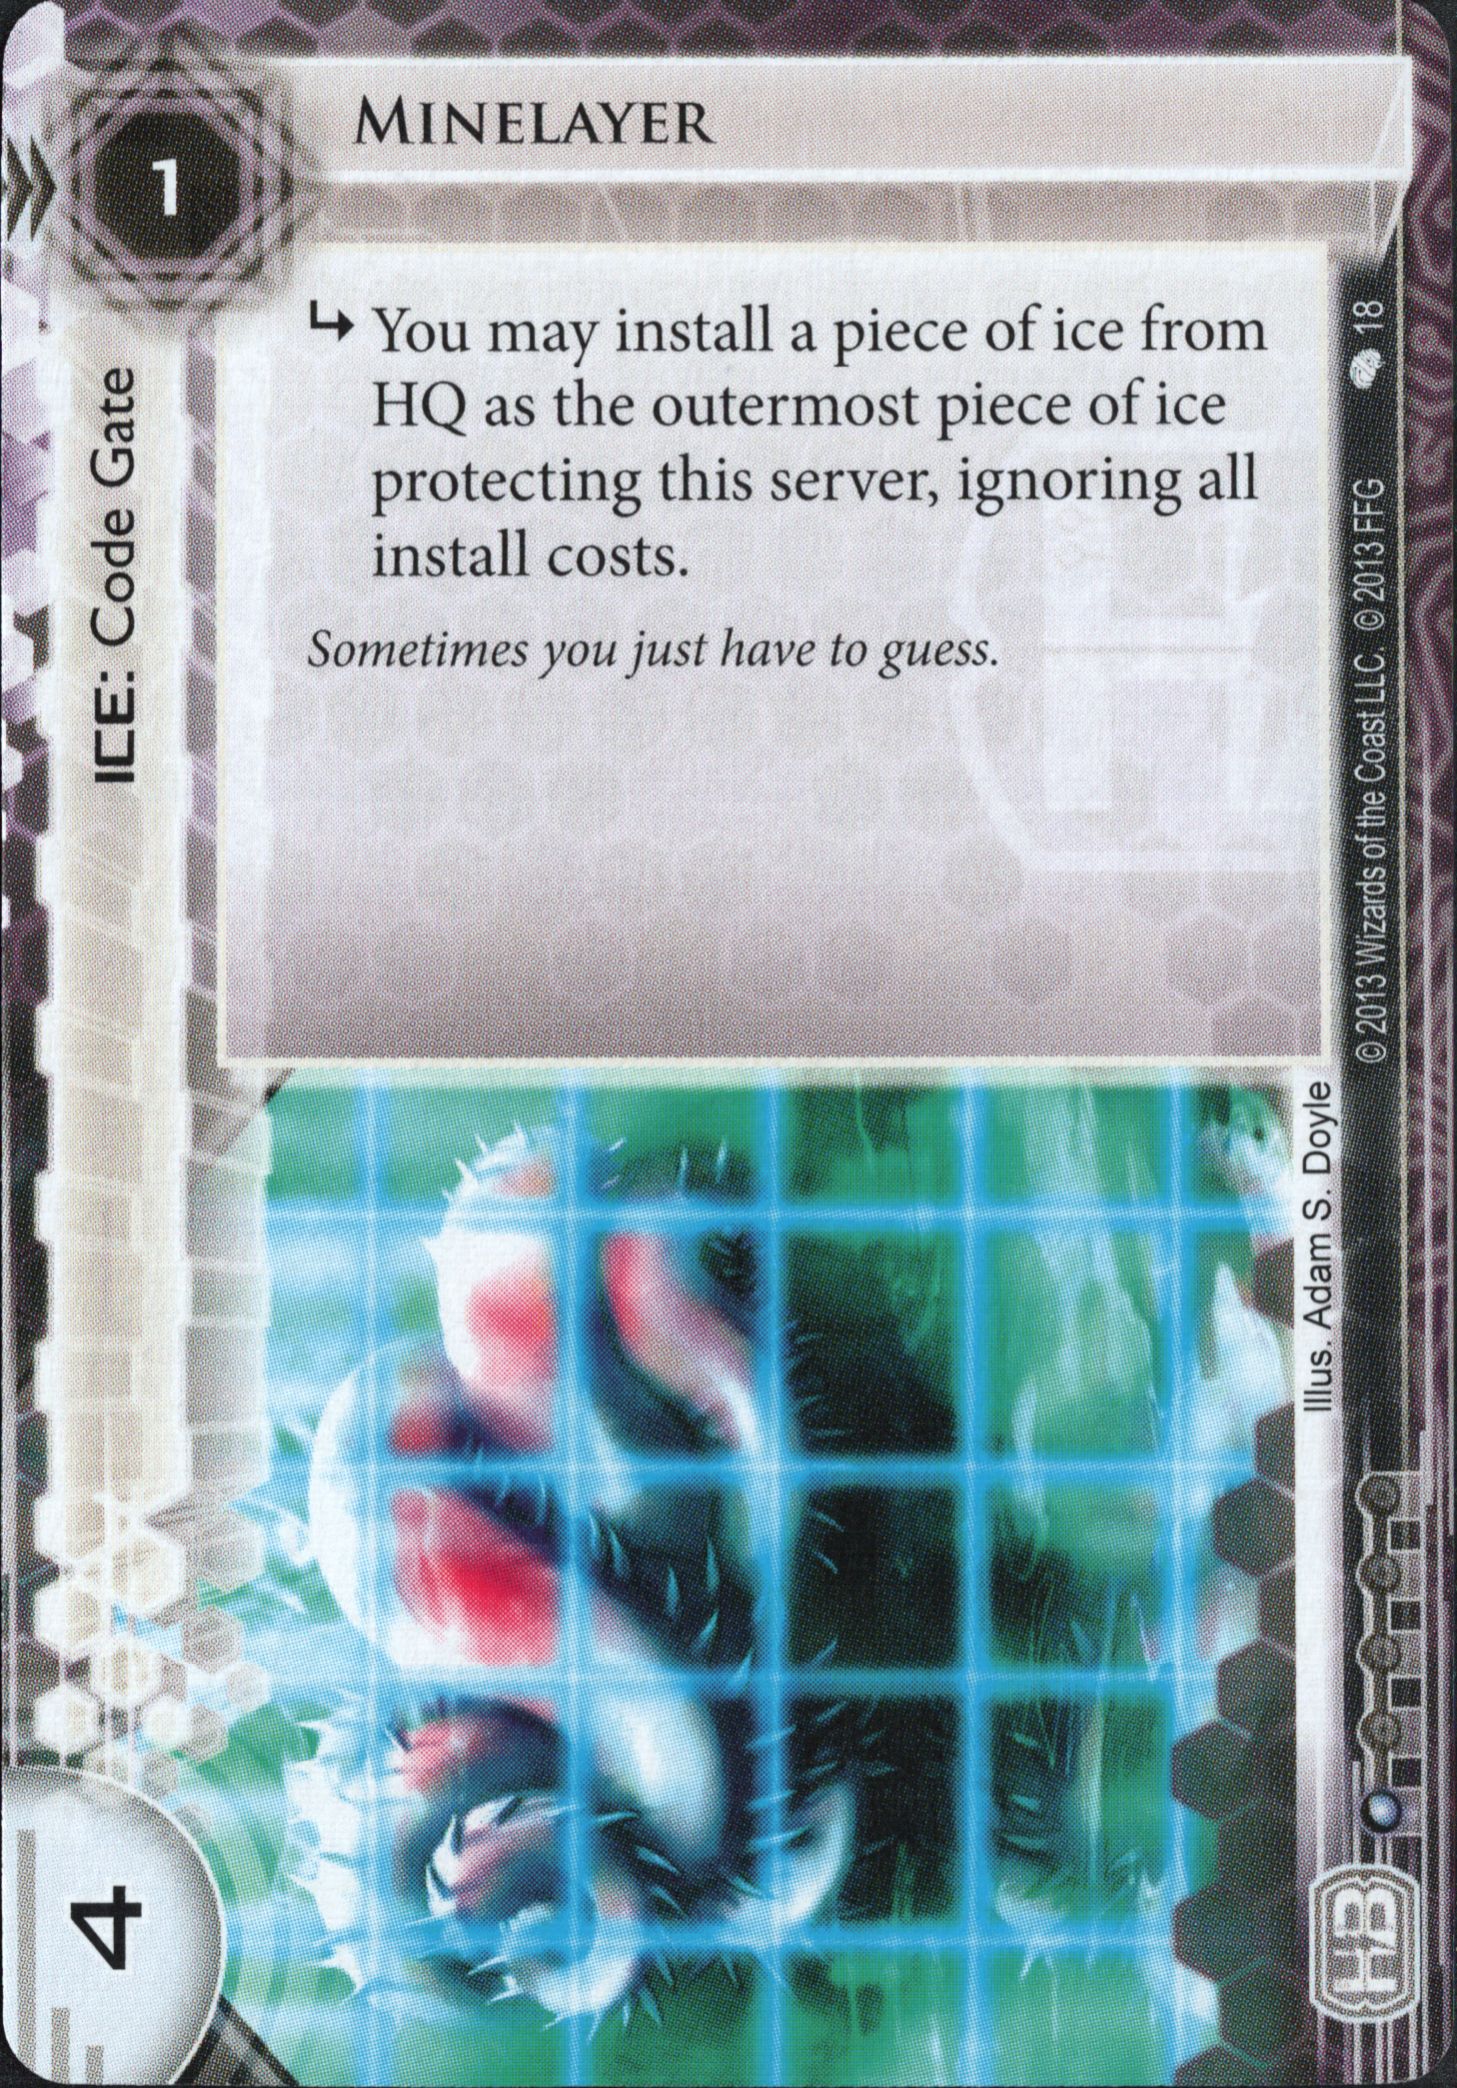 MINELAYER
1
ICE: Code Gate
↳ You may install a piece of ice from
HQ as the outermost piece of ice
protecting this server, ignoring all
install costs.
Sometimes you just have to guess.
18
© 2013 Wizards of the Coast LLC. © 2013 FFG
Illus. Adam S. Doyle
4
HB